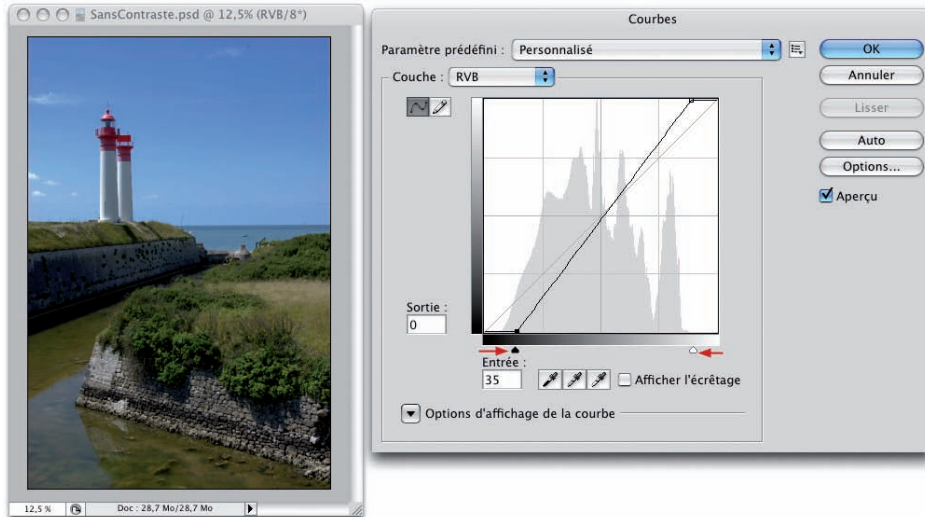 SansContraste.psd @ 12,5% (RVB/8*)
12,5 %
Doc : 28,7 Mo/28,7 Mo
Courbes
Paramètre prédéfini : Personnalisé
Couche : RVB
OK
Annuler
Lisser
Auto
Options...
Aperçu
Sortie :
0
Entrée :
35
Afficher l'écrêtage
Options d'affichage de la courbe